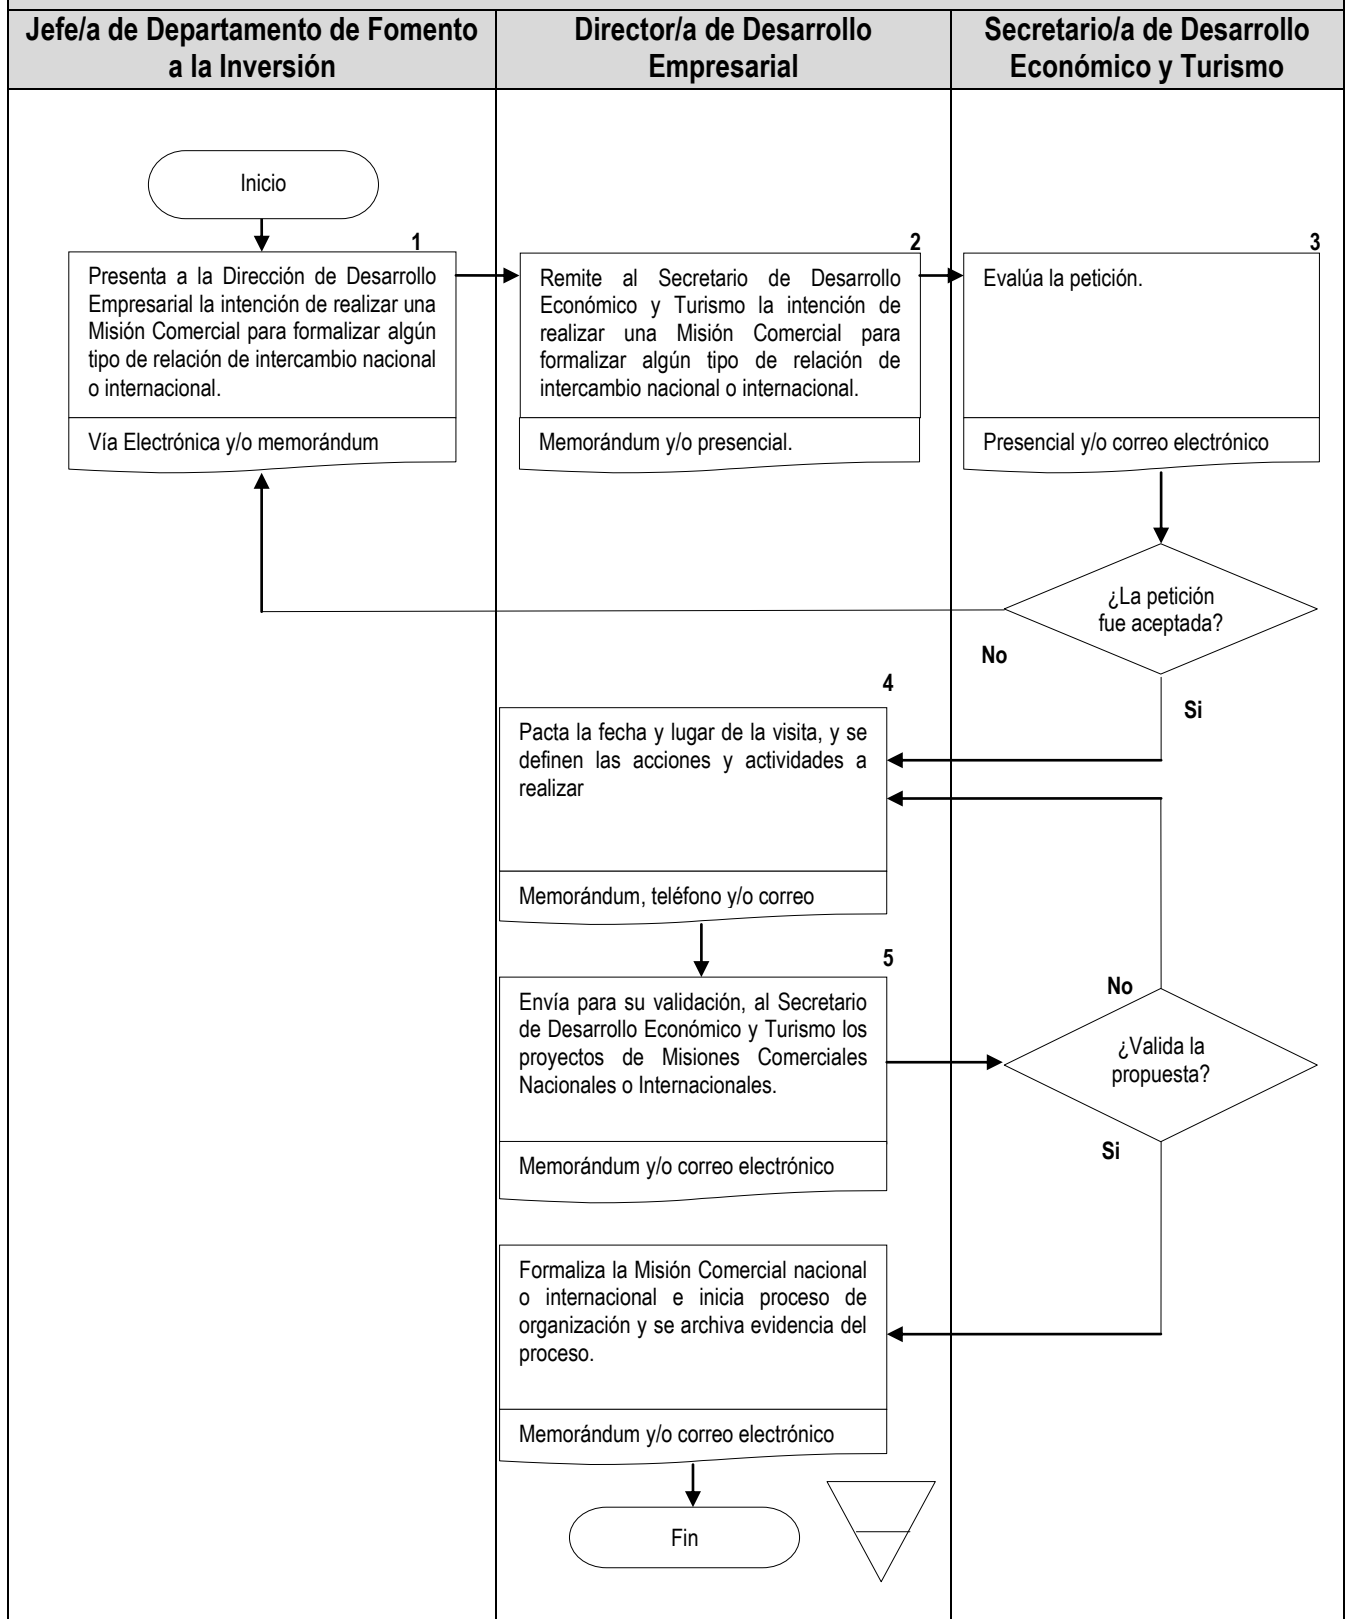 Jefe/a de Departamento de Fomento
a la Inversión
Director/a de Desarrollo
Empresarial
Secretario/a de Desarrollo
Económico y Turismo
Inicio
1
Presenta a la Dirección de Desarrollo
Empresarial la intención de realizar una
Misión Comercial para formalizar algún
tipo de relación de intercambio nacional
o internacional.
Vía Electrónica y/o memorándum
2
Remite al Secretario de Desarrollo
Económico y Turismo la intención de
realizar una Misión Comercial para
formalizar algún tipo de relación de
intercambio nacional o internacional.
Memorándum y/o presencial.
3
Evalúa la petición.
Presencial y/o correo electrónico
¿La petición
fue aceptada?
No
Si
4
Pacta la fecha y lugar de la visita, y se
definen las acciones y actividades a
realizar
Memorándum, teléfono y/o correo
5
Envía para su validación, al Secretario
de Desarrollo Económico y Turismo los
proyectos de Misiones Comerciales
Nacionales o Internacionales.
Memorándum y/o correo electrónico
No
¿Valida la
propuesta?
Si
Formaliza la Misión Comercial nacional
o internacional e inicia proceso de
organización y se archiva evidencia del
proceso.
Memorándum y/o correo electrónico
Fin